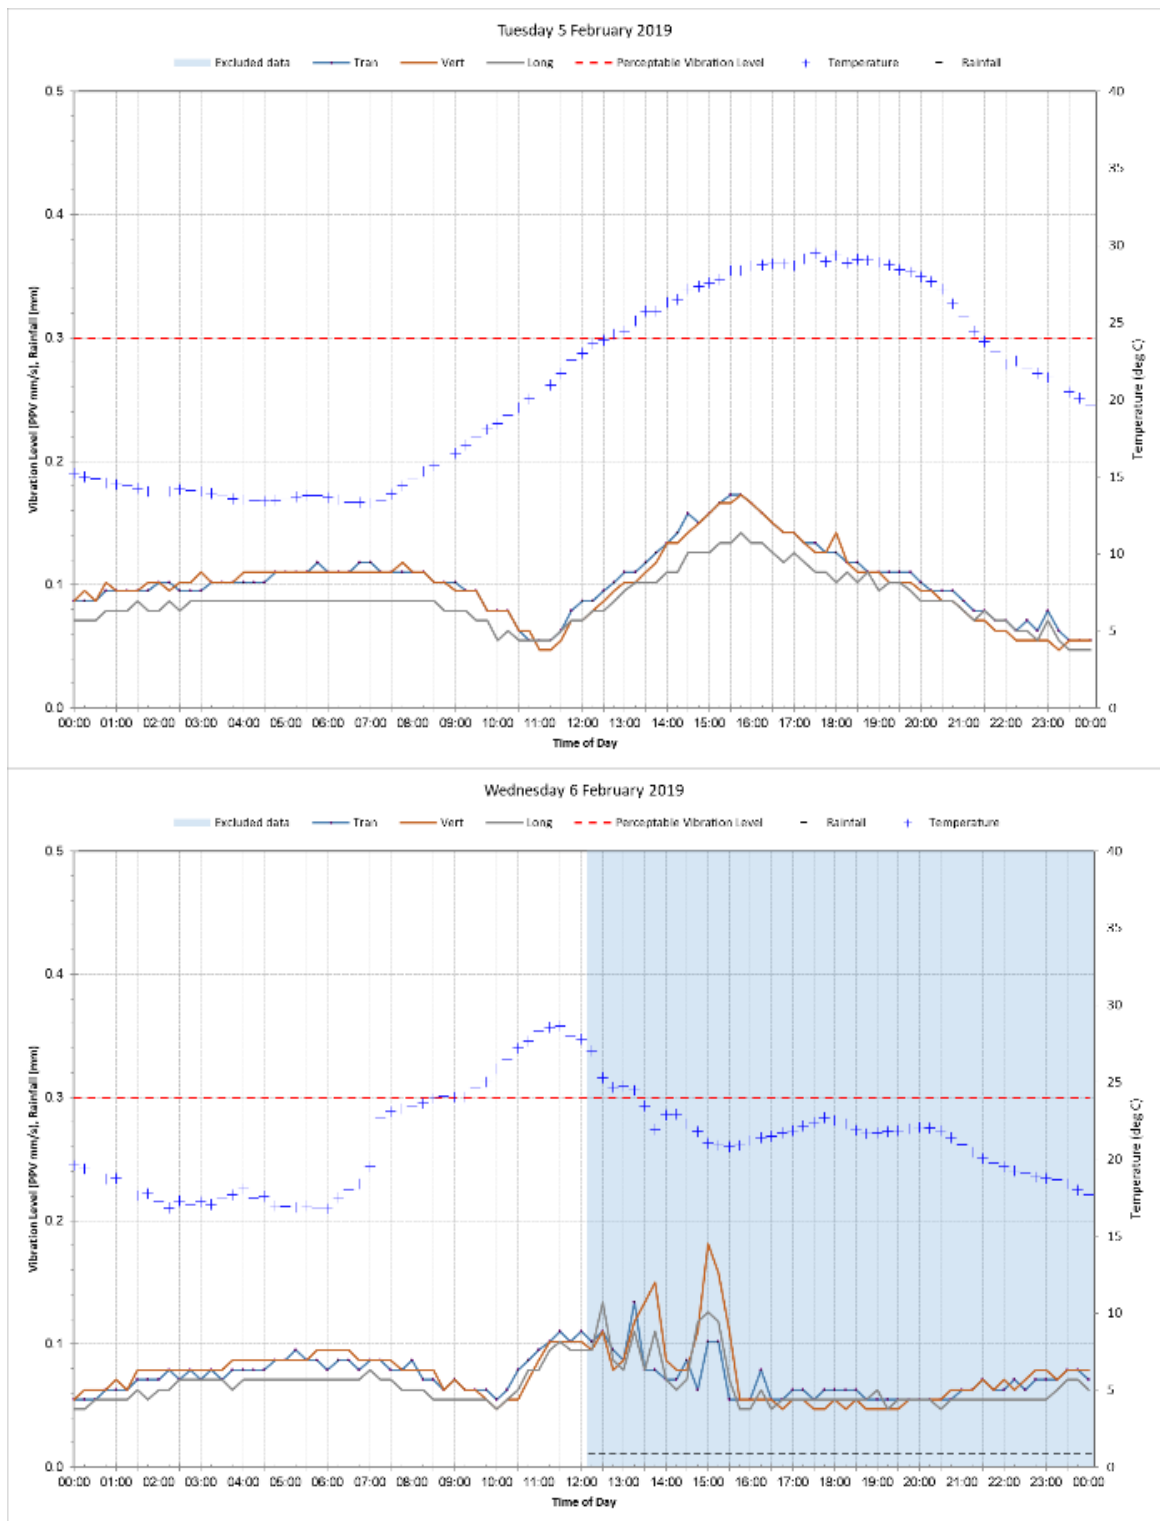 Tuesday 5 February 2019
Excluded data Tran Vert Long Perceptable Vibration Level Temperature Rainfall
0.5
0.4
0.3
0.2
0.1
0.0
Vibration Level (PPV mm/s), Rainfall (mm)
40
35
30
25
20
15
10
5
0
Temperature (deg C)
00:00 01:00 02:00 03:00 04:00 05:00 06:00 07:00 08:00 09:00 10:00 11:00 12:00 13:00 14:00 15:00 16:00 17:00 18:00 19:00 20:00 21:00 22:00 23:00 00:00
Time of Day
Wednesday 6 February 2019
Excluded data Tran Vert Long Perceptable Vibration Level Rainfall Temperature
0.5
0.4
0.3
0.2
0.1
0.0
Vibration Level (PPV mm/s), Rainfall (mm)
40
35
30
25
20
15
10
5
0
Temperature (deg C)
00:00 01:00 02:00 03:00 04:00 05:00 06:00 07:00 08:00 09:00 10:00 11:00 12:00 13:00 14:00 15:00 16:00 17:00 18:00 19:00 20:00 21:00 22:00 23:00 00:00
Time of Day